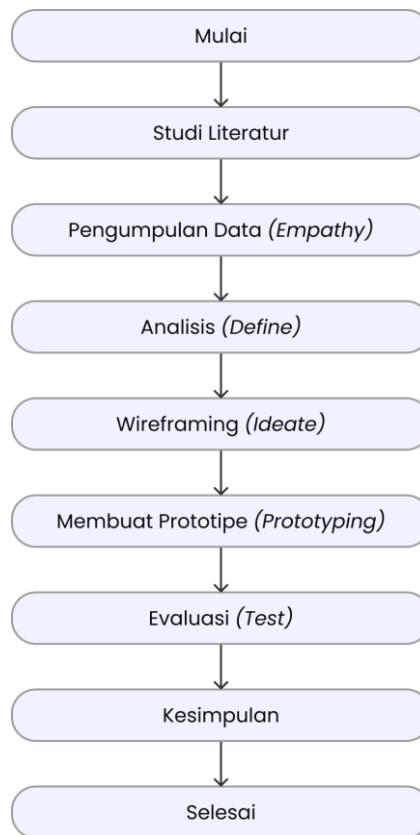 Mulai
Studi Literatur
Pengumpulan Data (Empathy)
Analisis (Define)
Wireframing (Ideate)
Membuat Prototipe (Prototyping)
Evaluasi (Test)
Kesimpulan
Selesai